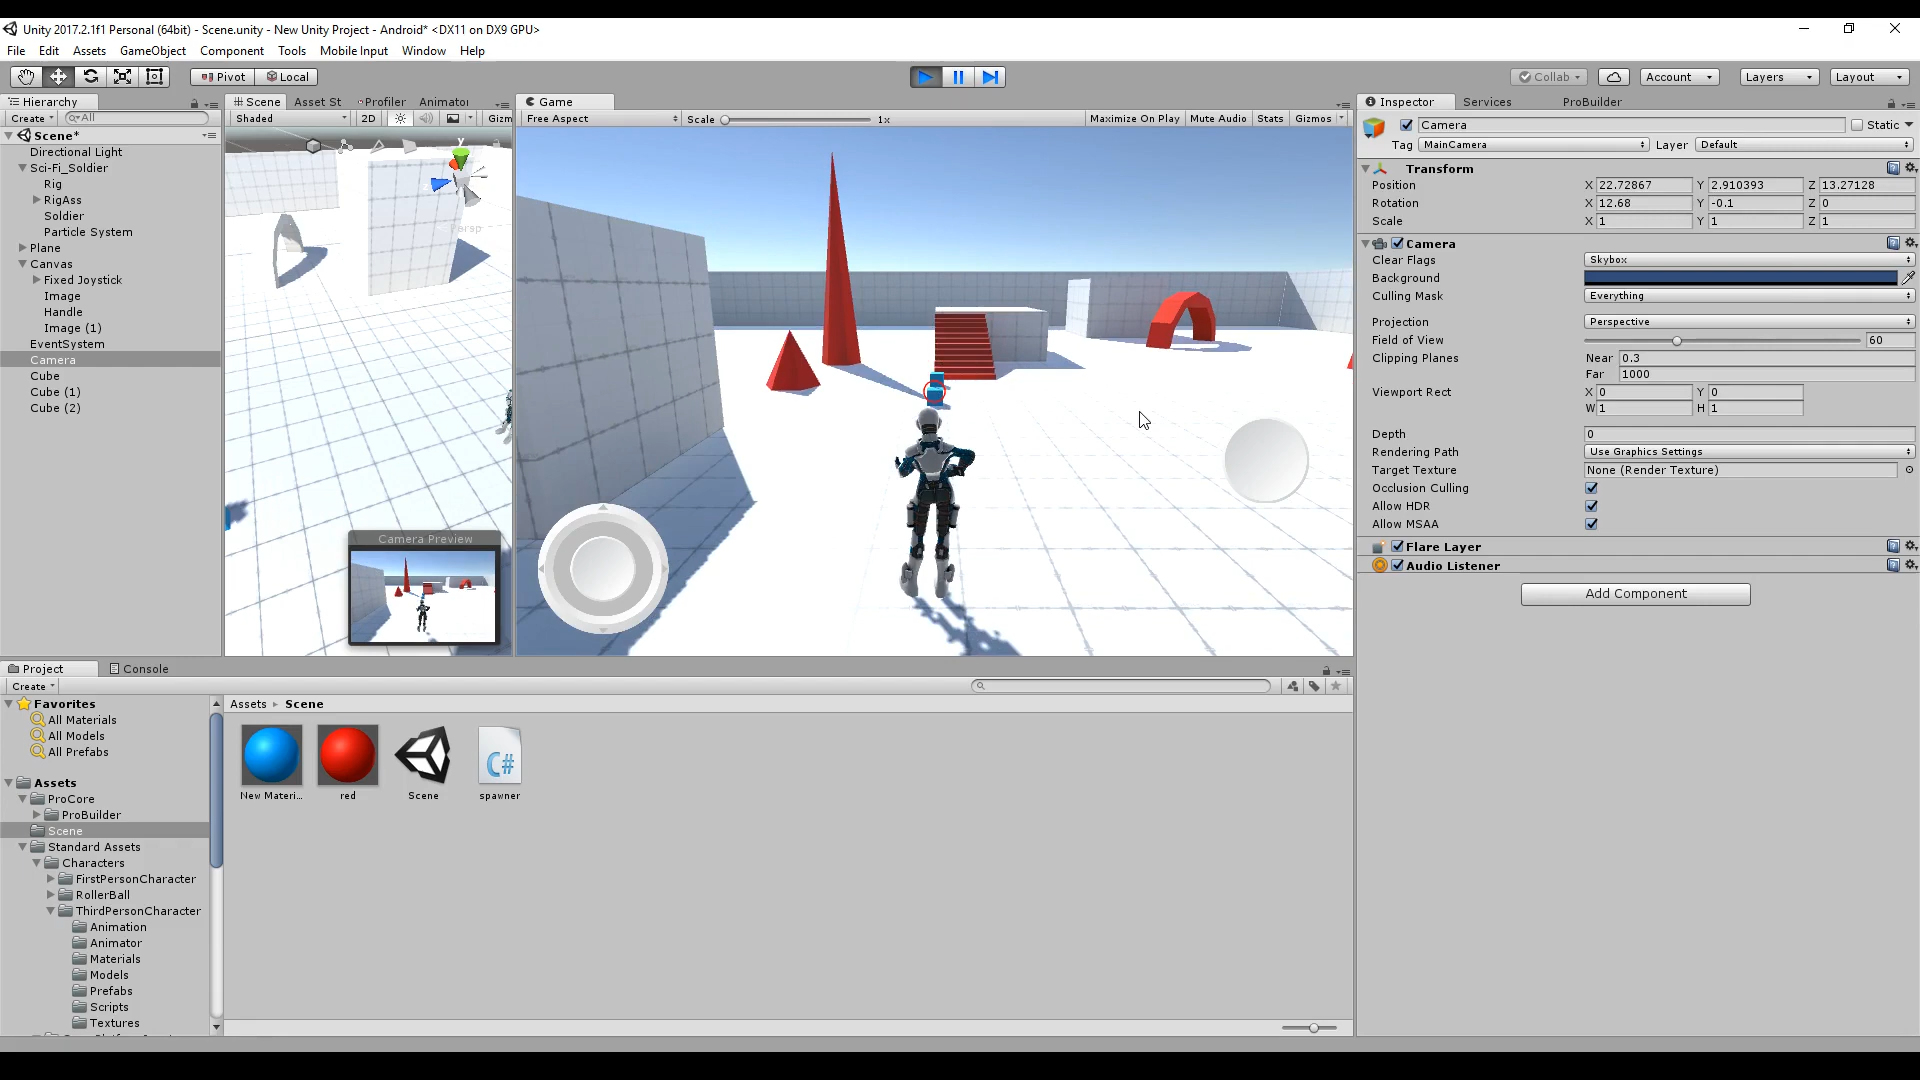 Unity 2017.2.1f1 Personal (64bit) - Scene.unity - New Unity Project - Android* <DX11 on DX9 GPU>
File Edit Assets GameObject Component Tools Mobile Input Window Help
Pivot Local
Collab Account Layers Layout
Hierarchy
Create All
Scene*
Directional Light
Sci-Fi_Soldier
Rig
RigAss
Soldier
Particle System
Plane
Canvas
Fixed Joystick
Image
Handle
Image (1)
EventSystem
Camera
Cube
Cube (1)
Cube (2)
Scene Asset St Profiler Animator
Shaded 2D Gizm
y
Persp
Camera Preview
Game
Free Aspect Scale 1x Maximize On Play Mute Audio Stats Gizmos
Inspector Services ProBuilder
Camera Static
Tag MainCamera Layer Default
Transform
Position X 22.72867 Y 2.910393 Z 13.27128
Rotation X 12.68 Y -0.1 Z 0
Scale X 1 Y 1 Z 1
Camera
Clear Flags Skybox
Background
Culling Mask Everything
Projection Perspective
Field of View 60
Clipping Planes Near 0.3
Far 1000
Viewport Rect X 0 Y 0
W 1 H 1
Depth 0
Rendering Path Use Graphics Settings
Target Texture None (Render Texture)
Occlusion Culling
Allow HDR
Allow MSAA
Flare Layer
Audio Listener
Add Component
Project Console
Create
Favorites
All Materials
All Models
All Prefabs
Assets
ProCore
ProBuilder
Scene
Standard Assets
Characters
FirstPersonCharacter
RollerBall
ThirdPersonCharacter
Animation
Animator
Materials
Models
Prefabs
Scripts
Textures
Assets Scene
C#
New Materi... red Scene spawner